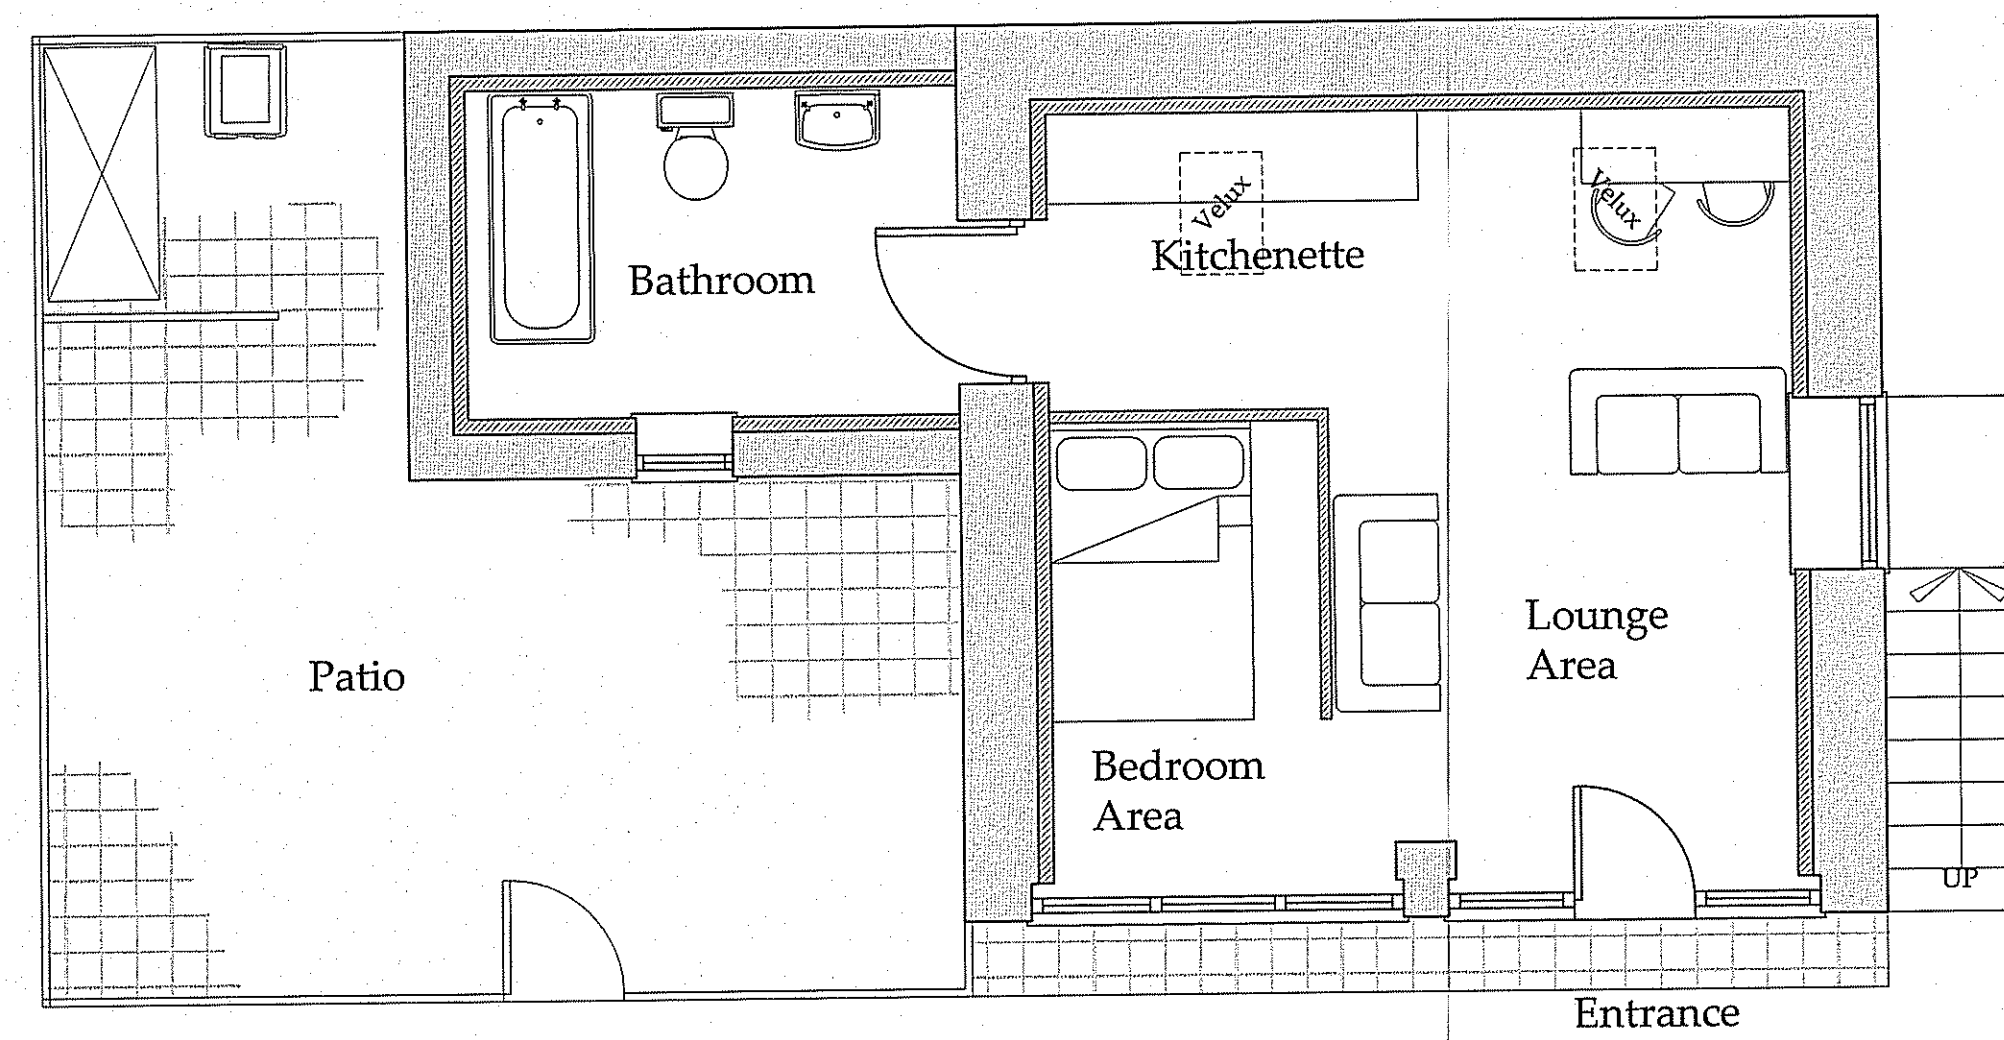 Velux
Velux
Kitchenette
Bathroom
Lounge
Area
Patio
Bedroom
Area
UP
Entrance